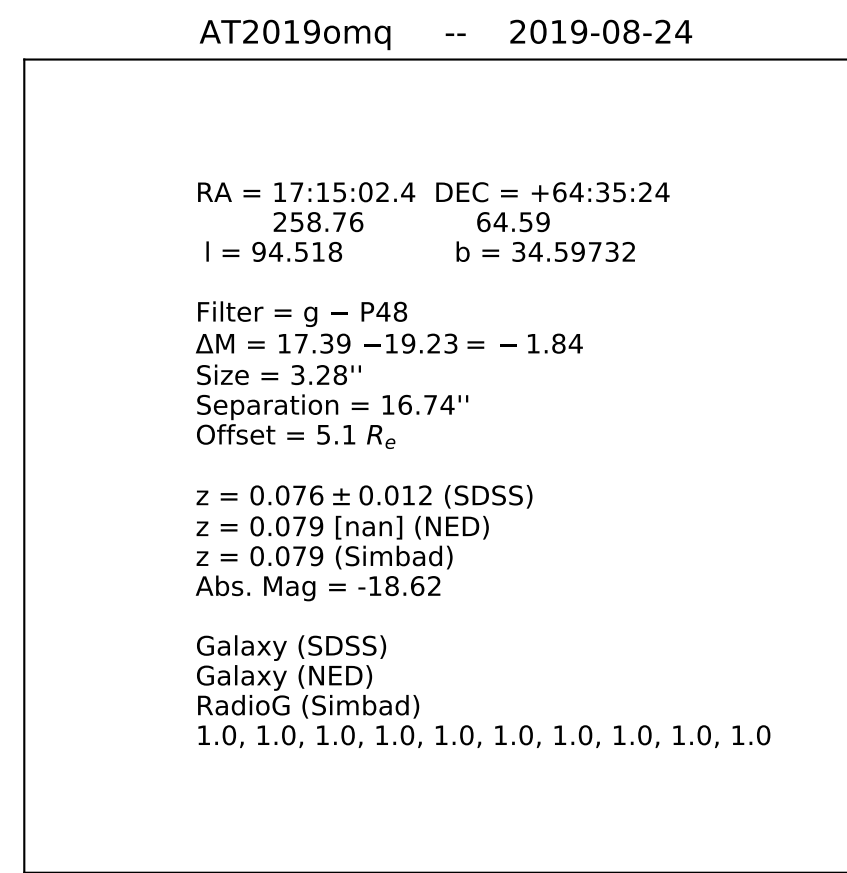 AT2019omq -- 2019-08-24
RA = 17:15:02.4 DEC = +64:35:24
258.76 64.59
l = 94.518 b = 34.59732
Filter = g − P48
ΔM = 17.39 −19.23 = − 1.84
Size = 3.28''
Separation = 16.74''
Offset = 5.1 Rₑ
z = 0.076 ± 0.012 (SDSS)
z = 0.079 [nan] (NED)
z = 0.079 (Simbad)
Abs. Mag = -18.62
Galaxy (SDSS)
Galaxy (NED)
RadioG (Simbad)
1.0, 1.0, 1.0, 1.0, 1.0, 1.0, 1.0, 1.0, 1.0, 1.0